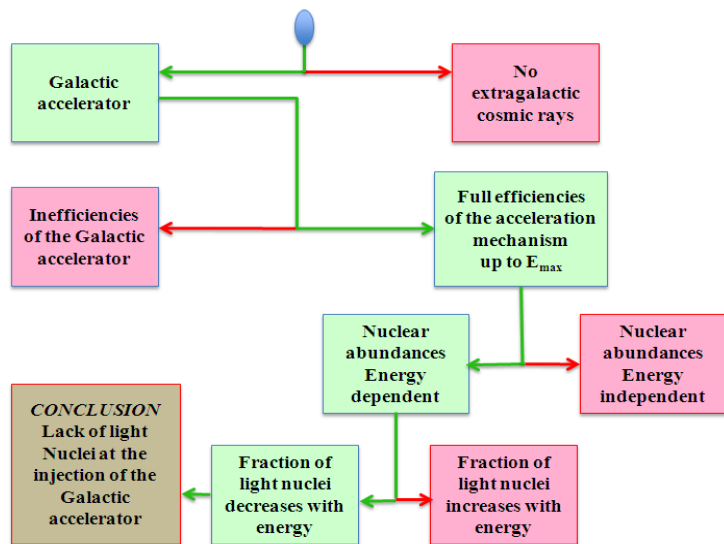 Galactic
accelerator
No
extragalactic
cosmic rays
Inefficiencies
of the Galactic
accelerator
Full efficiencies
of the acceleration
mechanism
up to Emax
Nuclear
abundances
Energy
dependent
Nuclear
abundances
Energy
independent
CONCLUSION
Lack of light
Nuclei at the
injection of the
Galactic
accelerator
Fraction of
light nuclei
decreases with
energy
Fraction of
light nuclei
increases with
energy